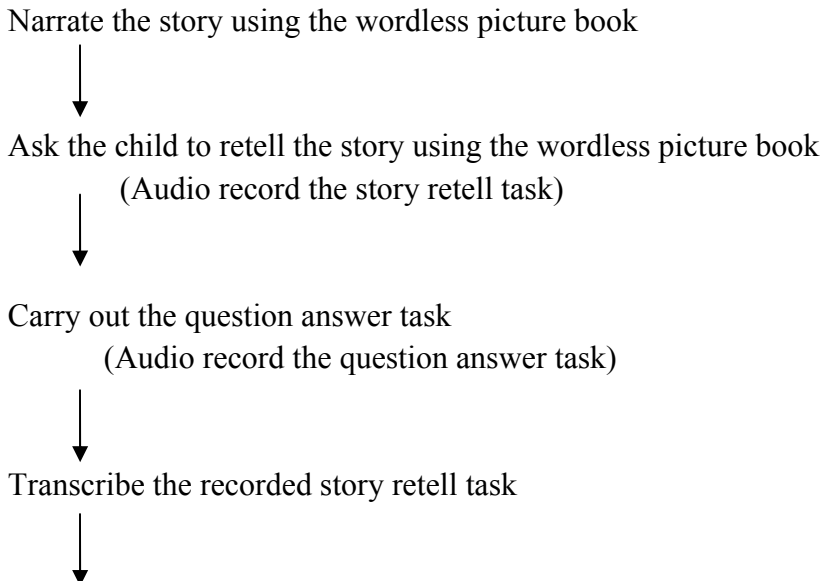 Narrate the story using the wordless picture book
Ask the child to retell the story using the wordless picture book
(Audio record the story retell task)
Carry out the question answer task
(Audio record the question answer task)
Transcribe the recorded story retell task